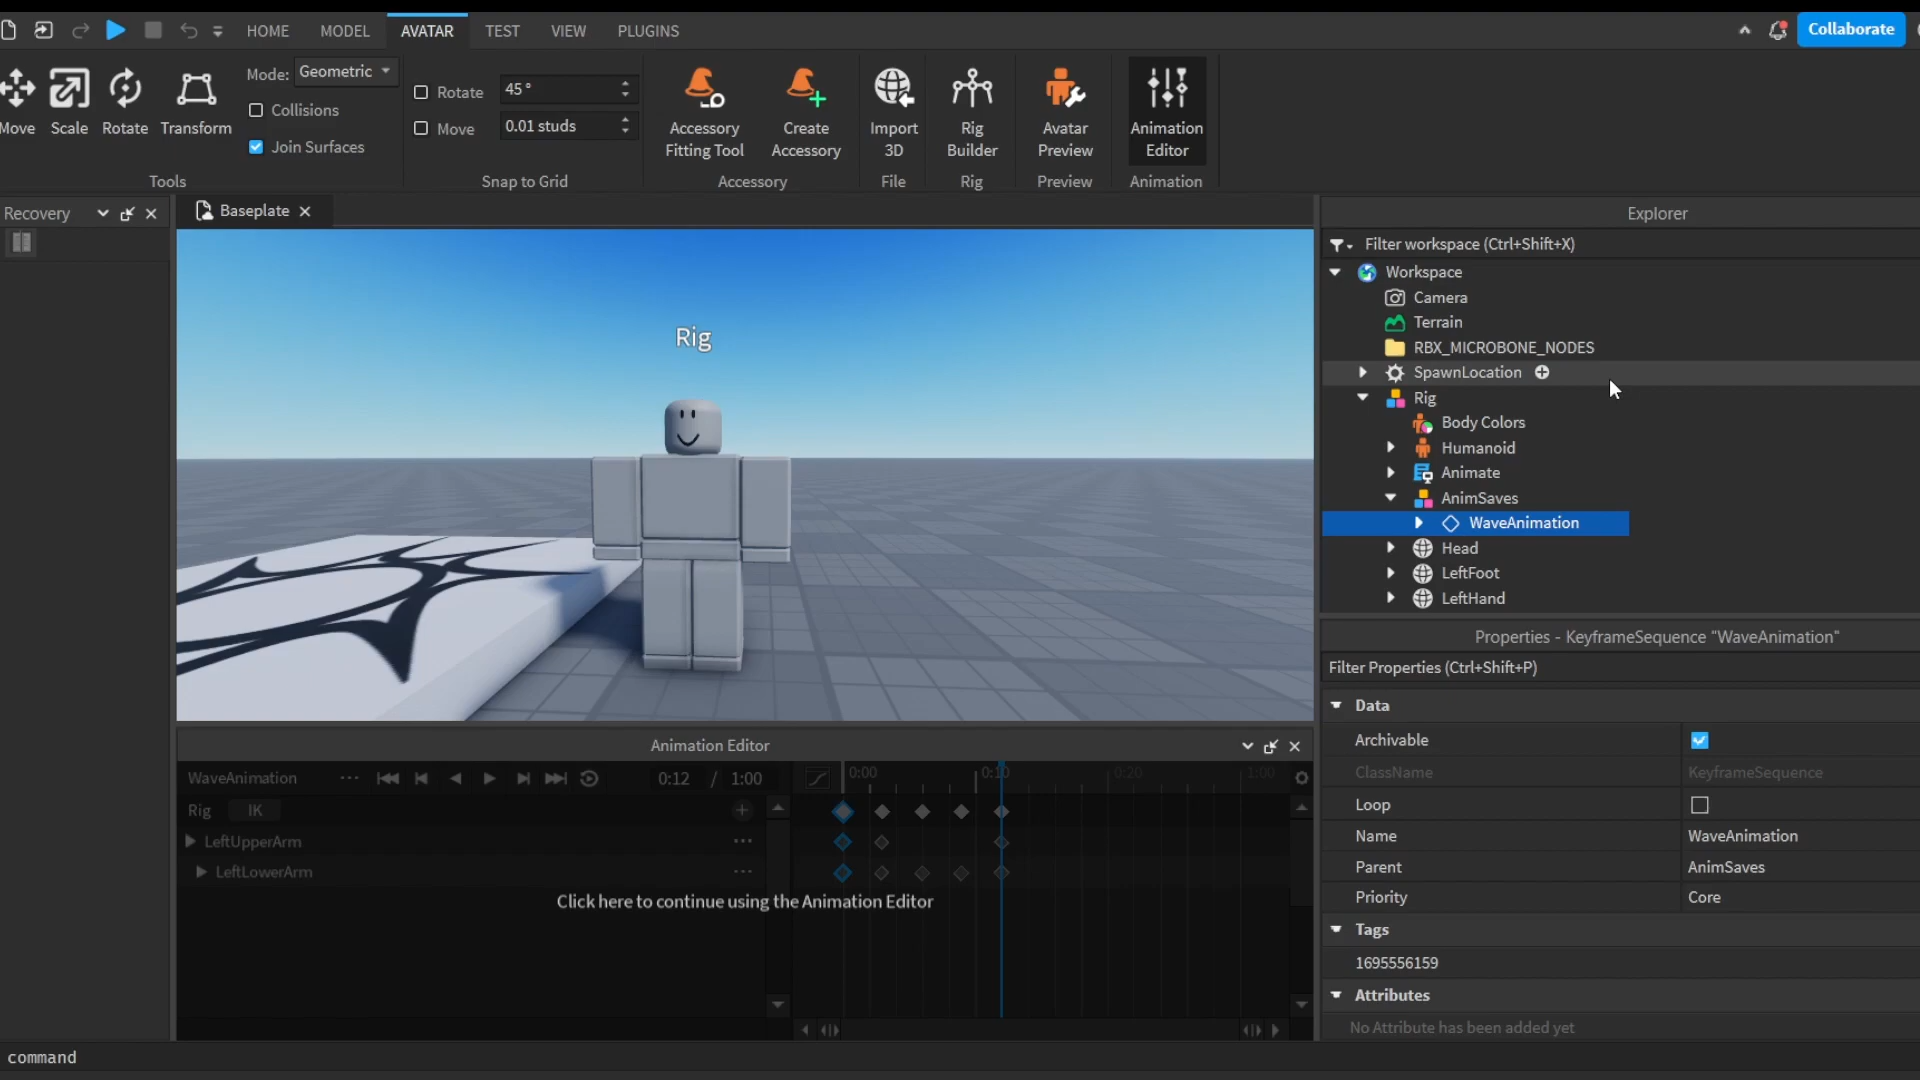 HOME MODEL AVATAR TEST VIEW PLUGINS Collaborate
Mode: Geometric
Collisions
Join Surfaces
Move Scale Rotate Transform
Tools
Rotate 45 °
Move 0.01 studs
Snap to Grid
Accessory Fitting Tool
Create Accessory
Accessory
Import 3D
File
Rig Builder
Rig
Avatar Preview
Preview
Animation Editor
Animation
Recovery
Baseplate
Rig
Explorer
Filter workspace (Ctrl+Shift+X)
Workspace
Camera
Terrain
RBX_MICROBONE_NODES
SpawnLocation
Rig
Body Colors
Humanoid
Animate
AnimSaves
WaveAnimation
Head
LeftFoot
LeftHand
Properties - KeyframeSequence "WaveAnimation"
Filter Properties (Ctrl+Shift+P)
Data
Archivable
ClassName KeyframeSequence
Loop
Name WaveAnimation
Parent AnimSaves
Priority Core
Tags
1695556159
Attributes
No Attribute has been added yet
Animation Editor
WaveAnimation 0:12 / 1:00 0:00 0:10 0:20 1:00
Rig IK
LeftUpperArm
LeftLowerArm
Click here to continue using the Animation Editor
command